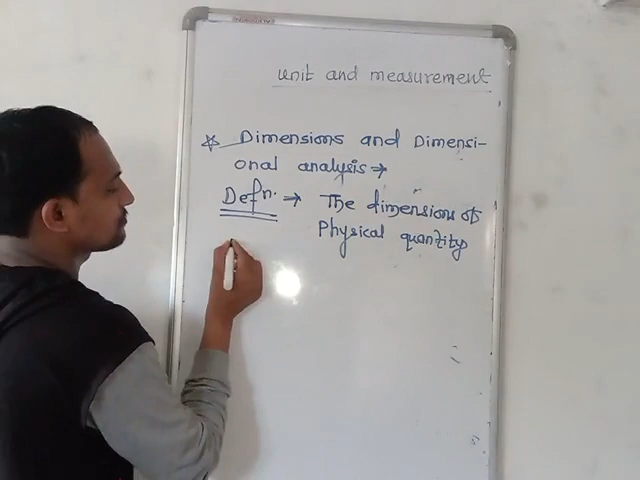 unit and measurement
☆ Dimensions and Dimensi-
onal analysis →
Defn. → The dimensions of
Physical quantity